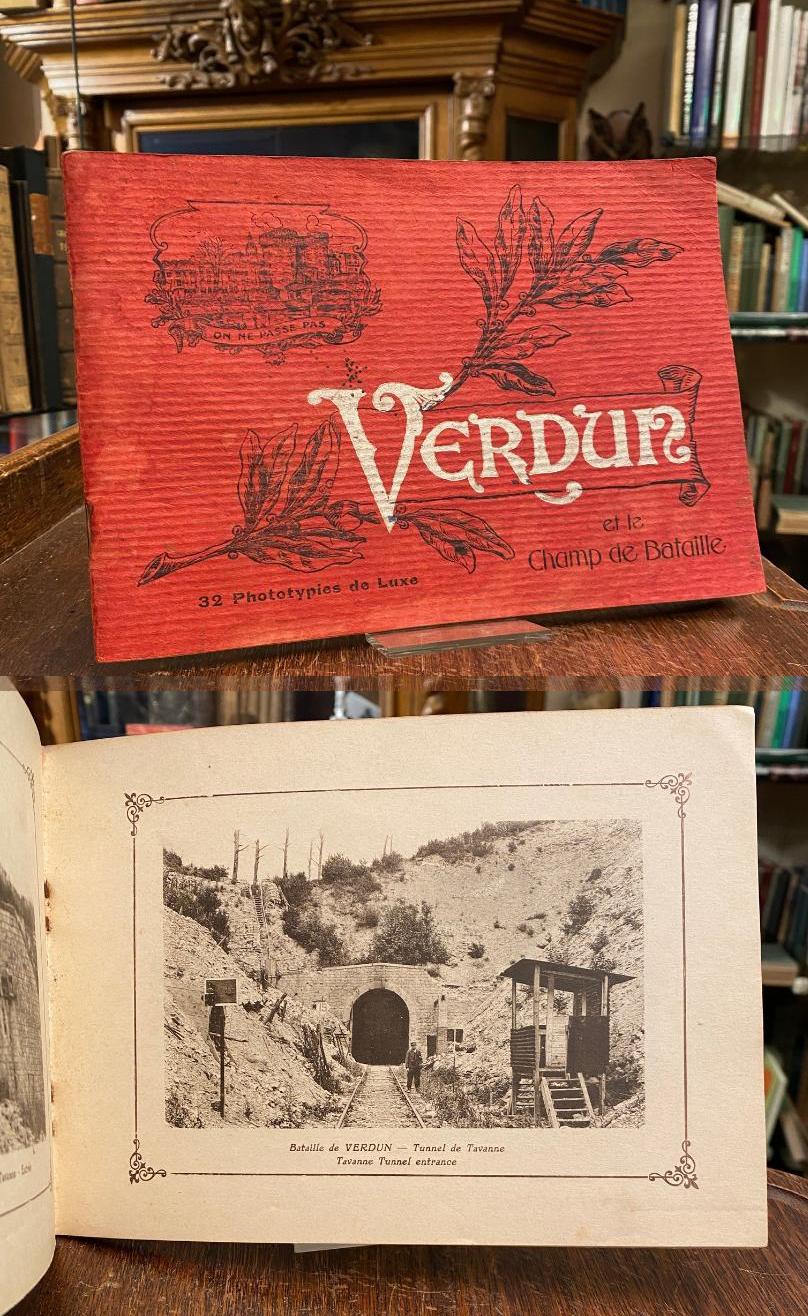 ON NE PASSE PAS
VERDUN
et le
Champ de Bataille
32 Phototypies de Luxe
Bataille de VERDUN — Tunnel de Tavanne
Tavanne Tunnel entrance